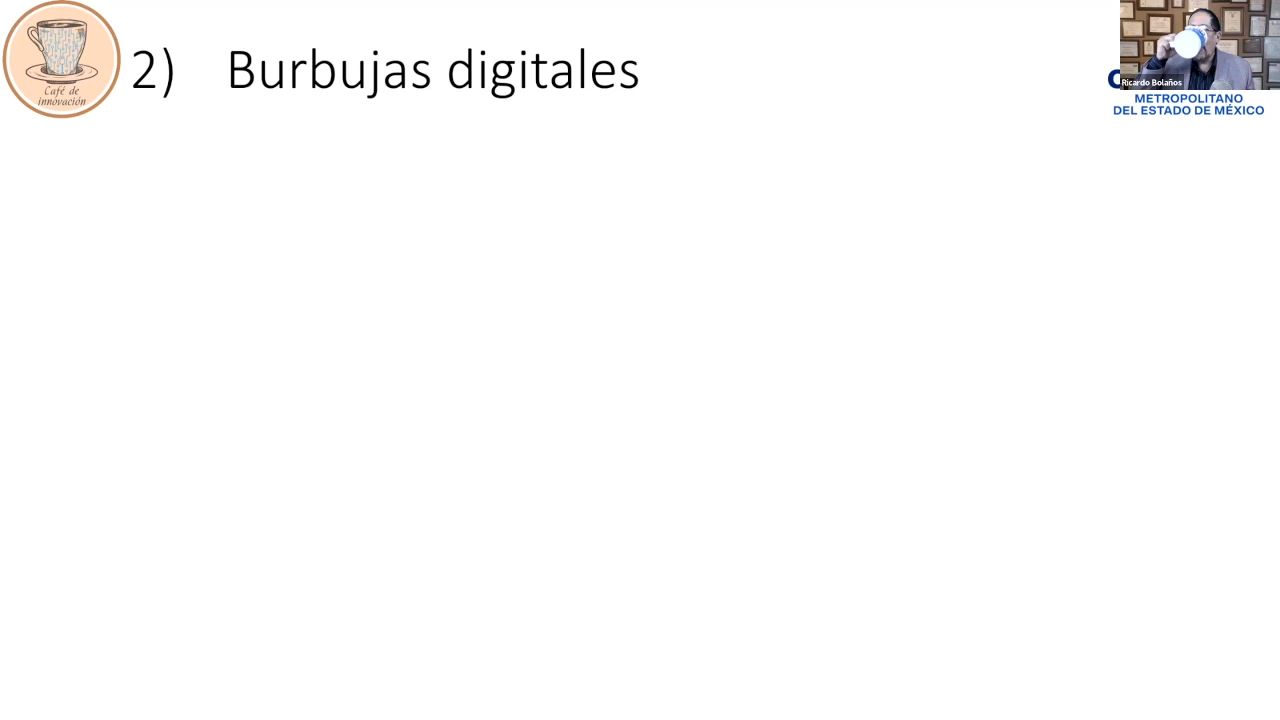 Café de
innovación
2) Burbujas digitales
Ricardo Bolaños
METROPOLITANO
DEL ESTADO DE MÉXICO